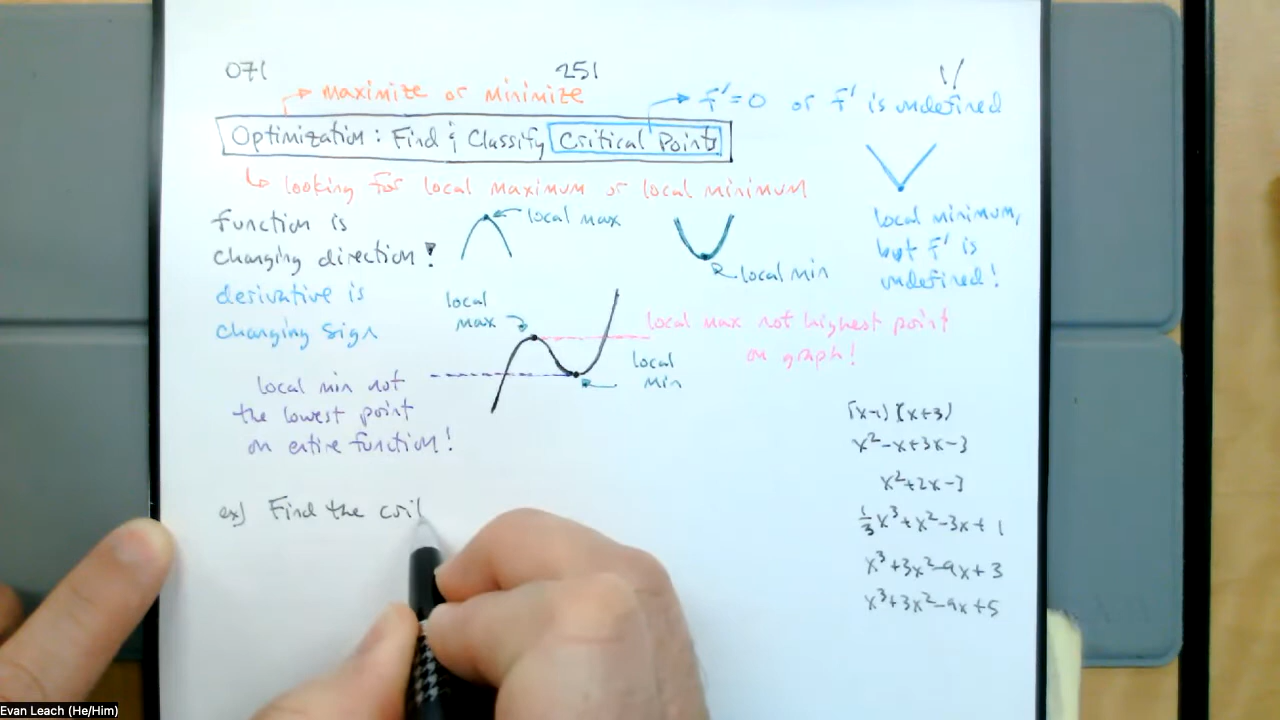 071
251
11
→ maximize or minimize
→ f'=0 or f' is undefined
Optimization: Find & Classify Critical Points
↳ looking for local maximum or local minimum
function is
changing direction!
← local max
local min
local minimum,
but f' is
undefined!
derivative is
changing sign
local
max
local max not highest point
on graph!
local
min
local min not
the lowest point
on entire function!
(x-1)(x+3)
x²-x+3x-3
x²+2x-3
1/3x³+x²-3x+1
x³+3x²-9x+3
x³+3x²-9x+5
ex) Find the crit
Evan Leach (He/Him)